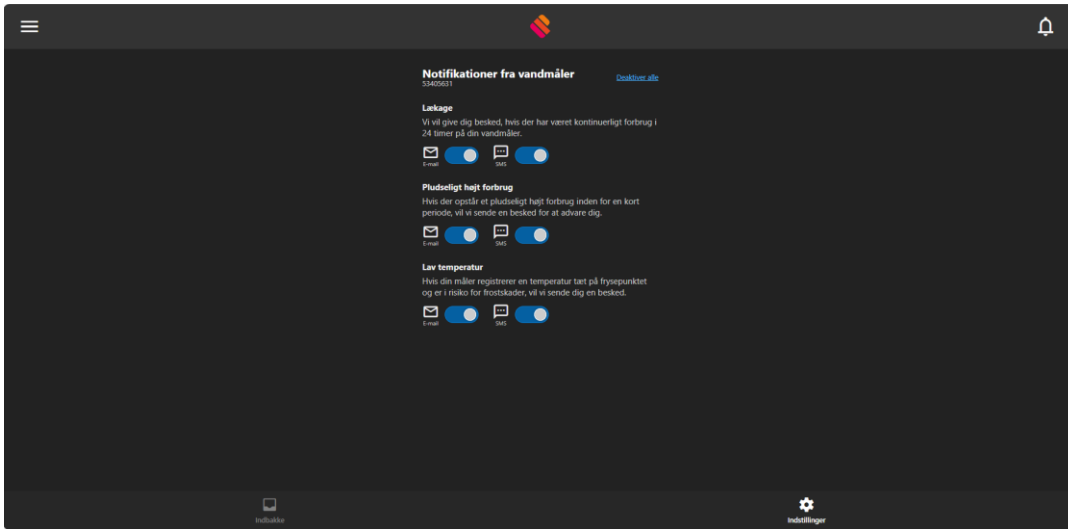 Notifikationer fra vandmåler
Deaktiver alle
53405631
Lækage
Vi vil give dig besked, hvis der har været kontinuerligt forbrug i
24 timer på din vandmåler.
E-mail
SMS
Pludseligt højt forbrug
Hvis der opstår et pludseligt højt forbrug inden for en kort
periode, vil vi sende en besked for at advare dig.
E-mail
SMS
Lav temperatur
Hvis din måler registrerer en temperatur tæt på frysepunktet
og er i risiko for frostskader, vil vi sende dig en besked.
E-mail
SMS
Indbakke
Indstillinger